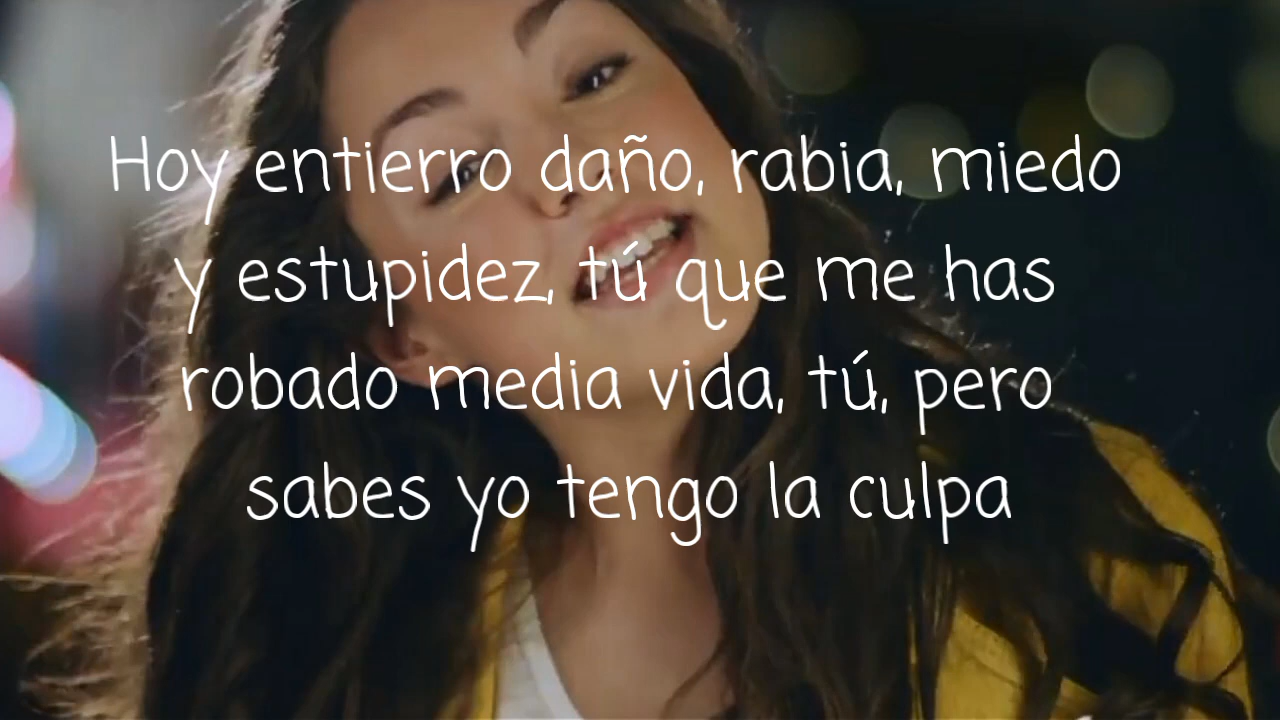 Hoy entierro daño, rabia, miedo
y estupidez, tú que me has
robado media vida, tú, pero
sabes yo tengo la culpa